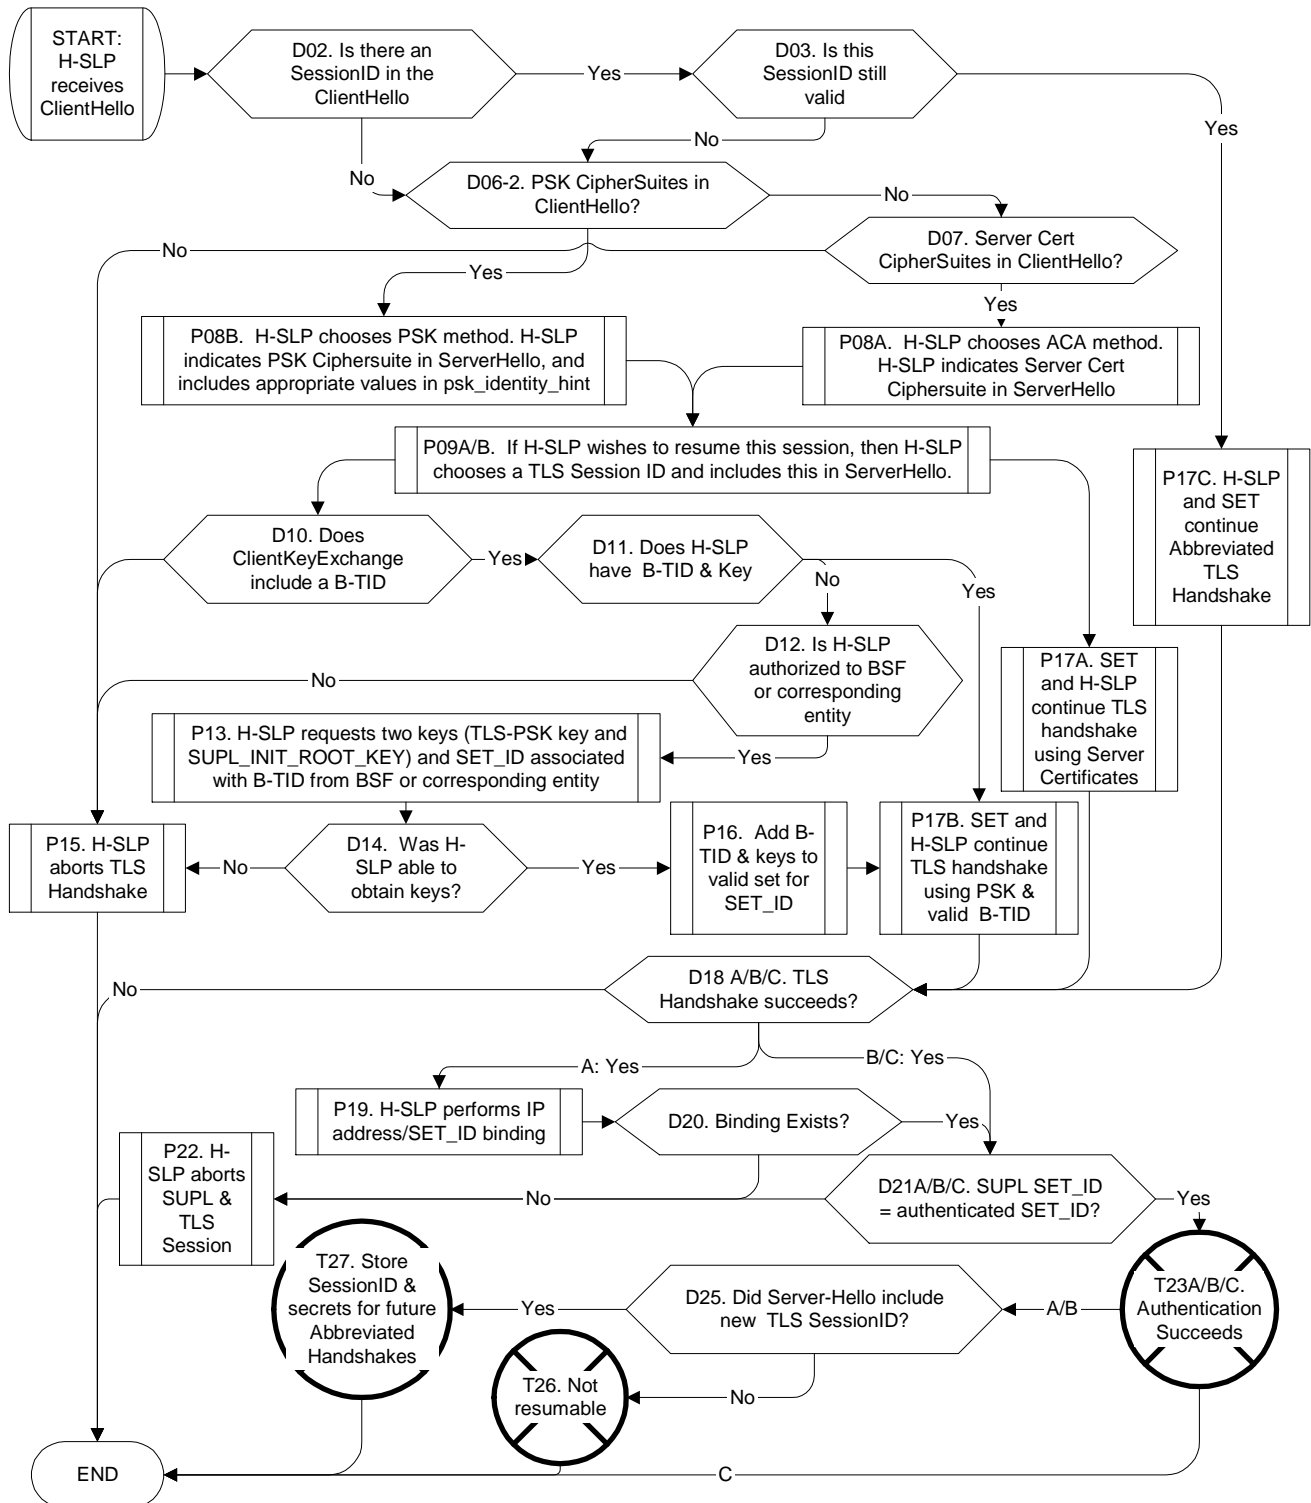 START:
H-SLP
receives
ClientHello
D02. Is there an
SessionID in the
ClientHello
Yes
D03. Is this
SessionID still
valid
Yes
No
No
D06-2. PSK CipherSuites in
ClientHello?
No
D07. Server Cert
CipherSuites in ClientHello?
No
Yes
Yes
P08B. H-SLP chooses PSK method. H-SLP
indicates PSK Ciphersuite in ServerHello, and
includes appropriate values in psk_identity_hint
P08A. H-SLP chooses ACA method.
H-SLP indicates Server Cert
Ciphersuite in ServerHello
P09A/B. If H-SLP wishes to resume this session, then H-SLP
chooses a TLS Session ID and includes this in ServerHello.
P17C. H-SLP
and SET
continue
Abbreviated
TLS
Handshake
D10. Does
ClientKeyExchange
include a B-TID
Yes
D11. Does H-SLP
have B-TID & Key
No
Yes
D12. Is H-SLP
authorized to BSF
or corresponding
entity
No
Yes
P17A. SET
and H-SLP
continue TLS
handshake
using Server
Certificates
P13. H-SLP requests two keys (TLS-PSK key and
SUPL_INIT_ROOT_KEY) and SET_ID associated
with B-TID from BSF or corresponding entity
P15. H-SLP
aborts TLS
Handshake
No
D14. Was H-
SLP able to
obtain keys?
Yes
P16. Add B-
TID & keys to
valid set for
SET_ID
P17B. SET and
H-SLP continue
TLS handshake
using PSK &
valid B-TID
No
D18 A/B/C. TLS
Handshake succeeds?
A: Yes
B/C: Yes
P19. H-SLP performs IP
address/SET_ID binding
D20. Binding Exists?
Yes
P22. H-
SLP aborts
SUPL &
TLS
Session
No
D21A/B/C. SUPL SET_ID
= authenticated SET_ID?
Yes
T27. Store
SessionID &
secrets for future
Abbreviated
Handshakes
Yes
D25. Did Server-Hello include
new TLS SessionID?
A/B
T23A/B/C.
Authentication
Succeeds
T26. Not
resumable
No
END
C